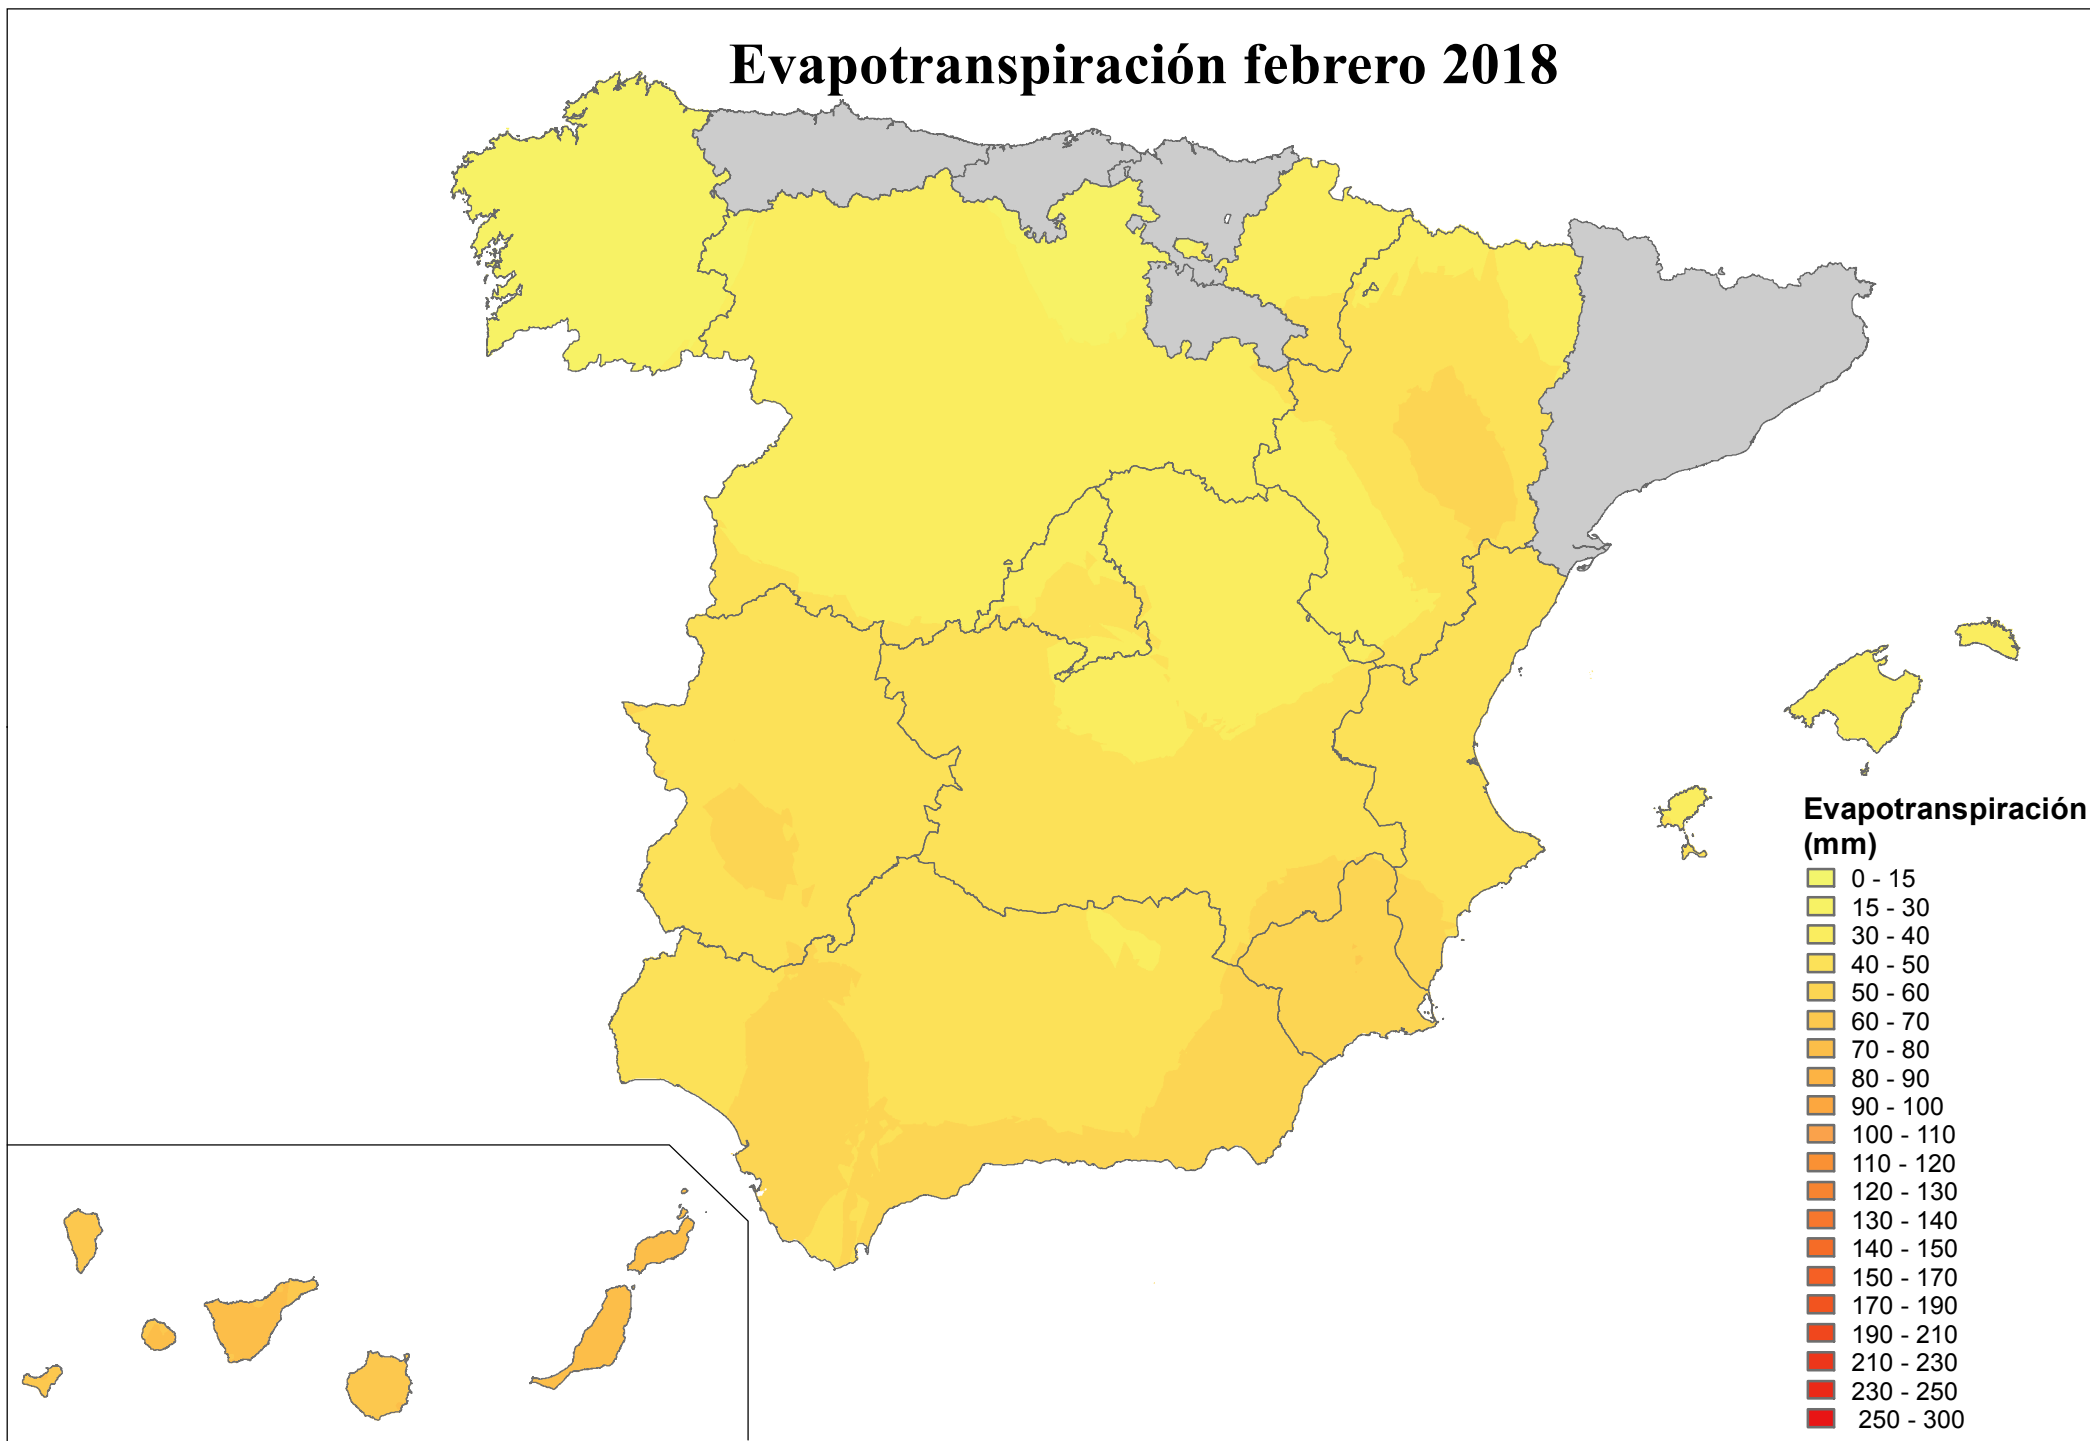 Evapotranspiración febrero 2018
Evapotranspiración
(mm)
0 - 15
15 - 30
30 - 40
40 - 50
50 - 60
60 - 70
70 - 80
80 - 90
90 - 100
100 - 110
110 - 120
120 - 130
130 - 140
140 - 150
150 - 170
170 - 190
190 - 210
210 - 230
230 - 250
250 - 300